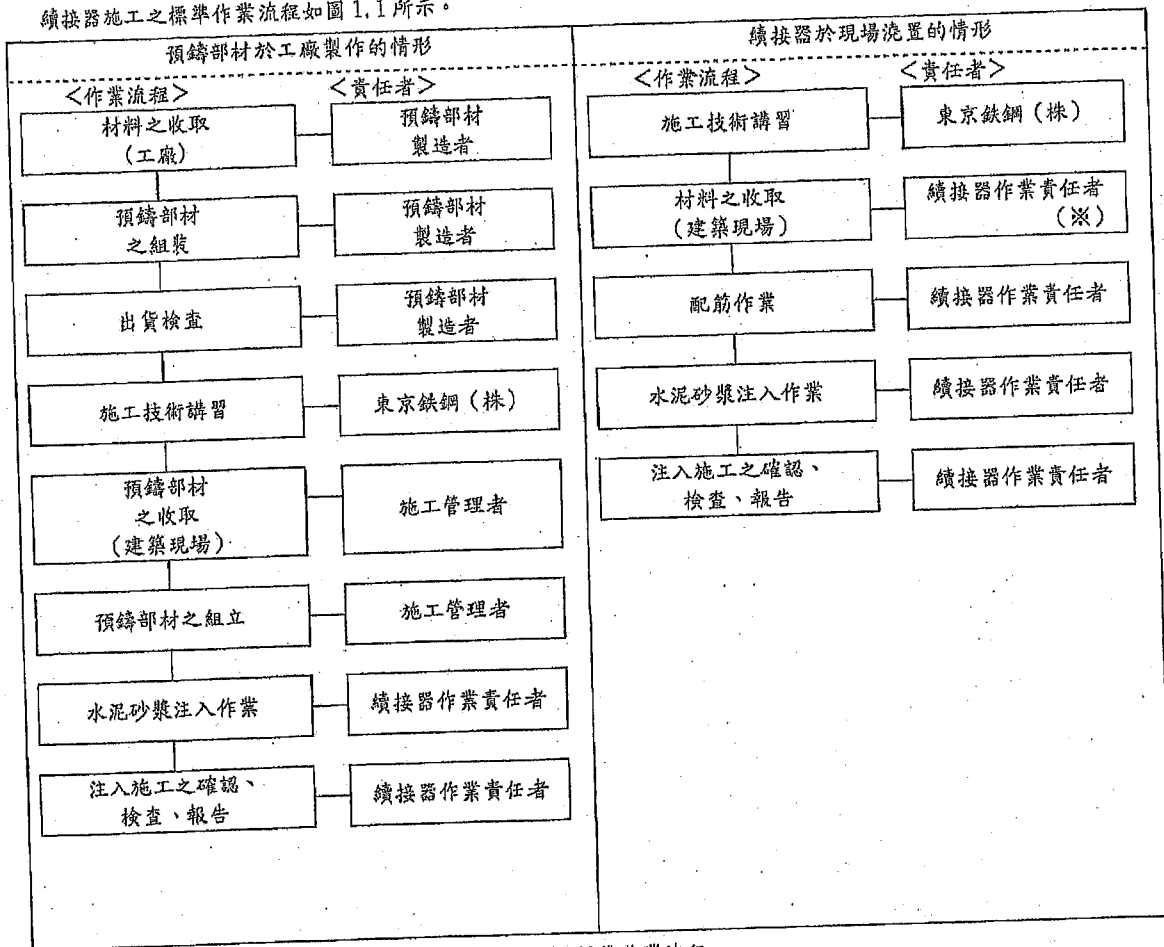 續接器施工之標準作業流程如圖1.1所示。
預鑄部材於工廠製作的情形
<作業流程>
<責任者>
材料之收取
(工廠)
預鑄部材
製造者
預鑄部材
之組裝
預鑄部材
製造者
出貨檢查
預鑄部材
製造者
施工技術講習
東京鉄鋼(株)
預鑄部材
之收取
(建築現場)
施工管理者
預鑄部材之組立
施工管理者
水泥砂漿注入作業
續接器作業責任者
注入施工之確認、
檢查、報告
續接器作業責任者
續接器於現場澆置的情形
<作業流程>
<責任者>
施工技術講習
東京鉄鋼(株)
材料之收取
(建築現場)
續接器作業責任者
(※)
配筋作業
續接器作業責任者
水泥砂漿注入作業
續接器作業責任者
注入施工之確認、
檢查、報告
續接器作業責任者